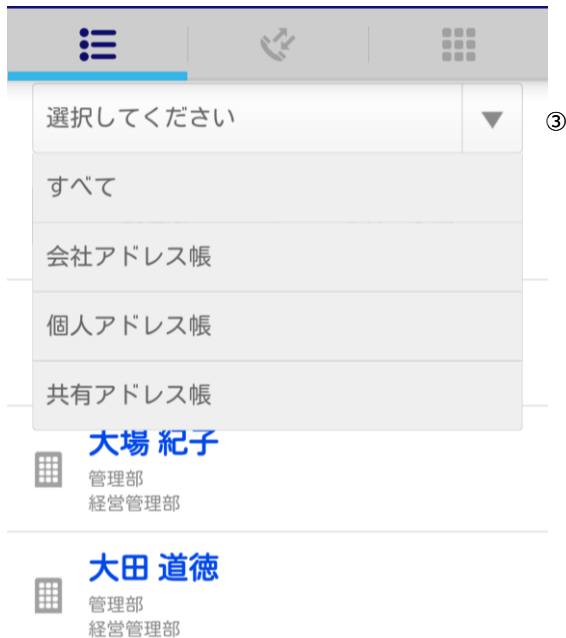 選択してください
③
すべて
会社アドレス帳
個人アドレス帳
共有アドレス帳
大場 紀子
管理部
経営管理部
大田 道徳
管理部
経営管理部